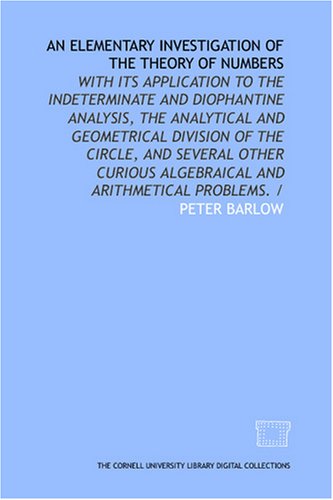 AN ELEMENTARY INVESTIGATION OF
THE THEORY OF NUMBERS
WITH ITS APPLICATION TO THE
INDETERMINATE AND DIOPHANTINE
ANALYSIS, THE ANALYTICAL AND
GEOMETRICAL DIVISION OF THE
CIRCLE, AND SEVERAL OTHER
CURIOUS ALGEBRAICAL AND
ARITHMETICAL PROBLEMS. /
PETER BARLOW
THE CORNELL UNIVERSITY LIBRARY DIGITAL COLLECTIONS